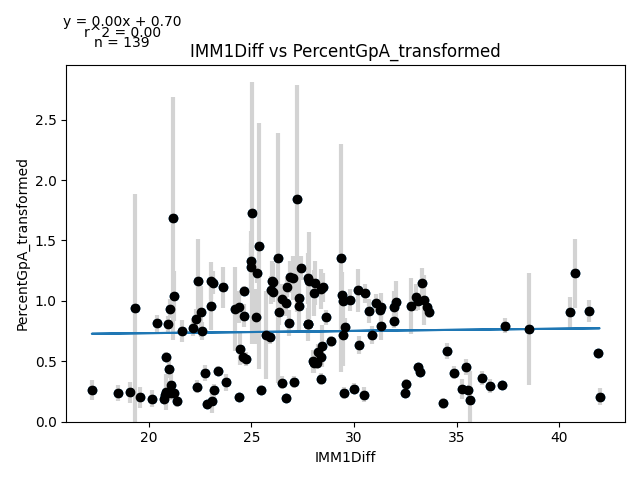 y = 0.00x + 0.70
r^2 = 0.00
n = 139
IMM1Diff vs PercentGpA_transformed
PercentGpA_transformed
2.5
2.0
1.5
1.0
0.5
0.0
20 25 30 35 40
IMM1Diff